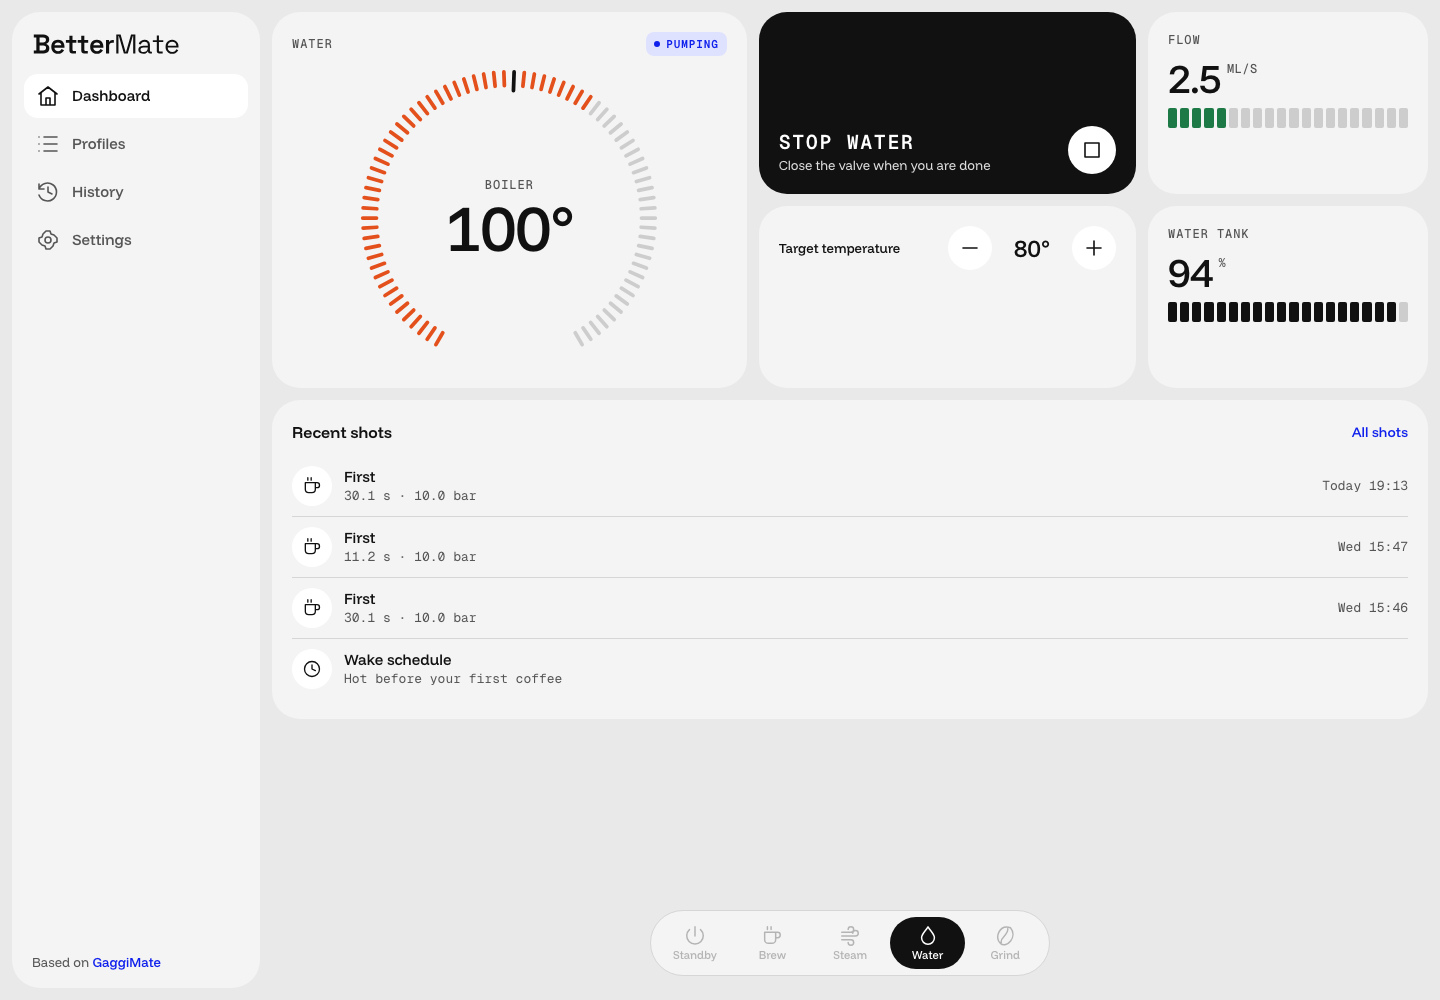 BetterMate
Dashboard
Profiles
History
Settings
Based on GaggiMate
WATER
PUMPING
BOILER
100°
STOP WATER
Close the valve when you are done
Target temperature
80°
FLOW
2.5 ML/S
WATER TANK
94 %
Recent shots
All shots
First
30.1 s · 10.0 bar
Today 19:13
First
11.2 s · 10.0 bar
Wed 15:47
First
30.1 s · 10.0 bar
Wed 15:46
Wake schedule
Hot before your first coffee
Standby
Brew
Steam
Water
Grind